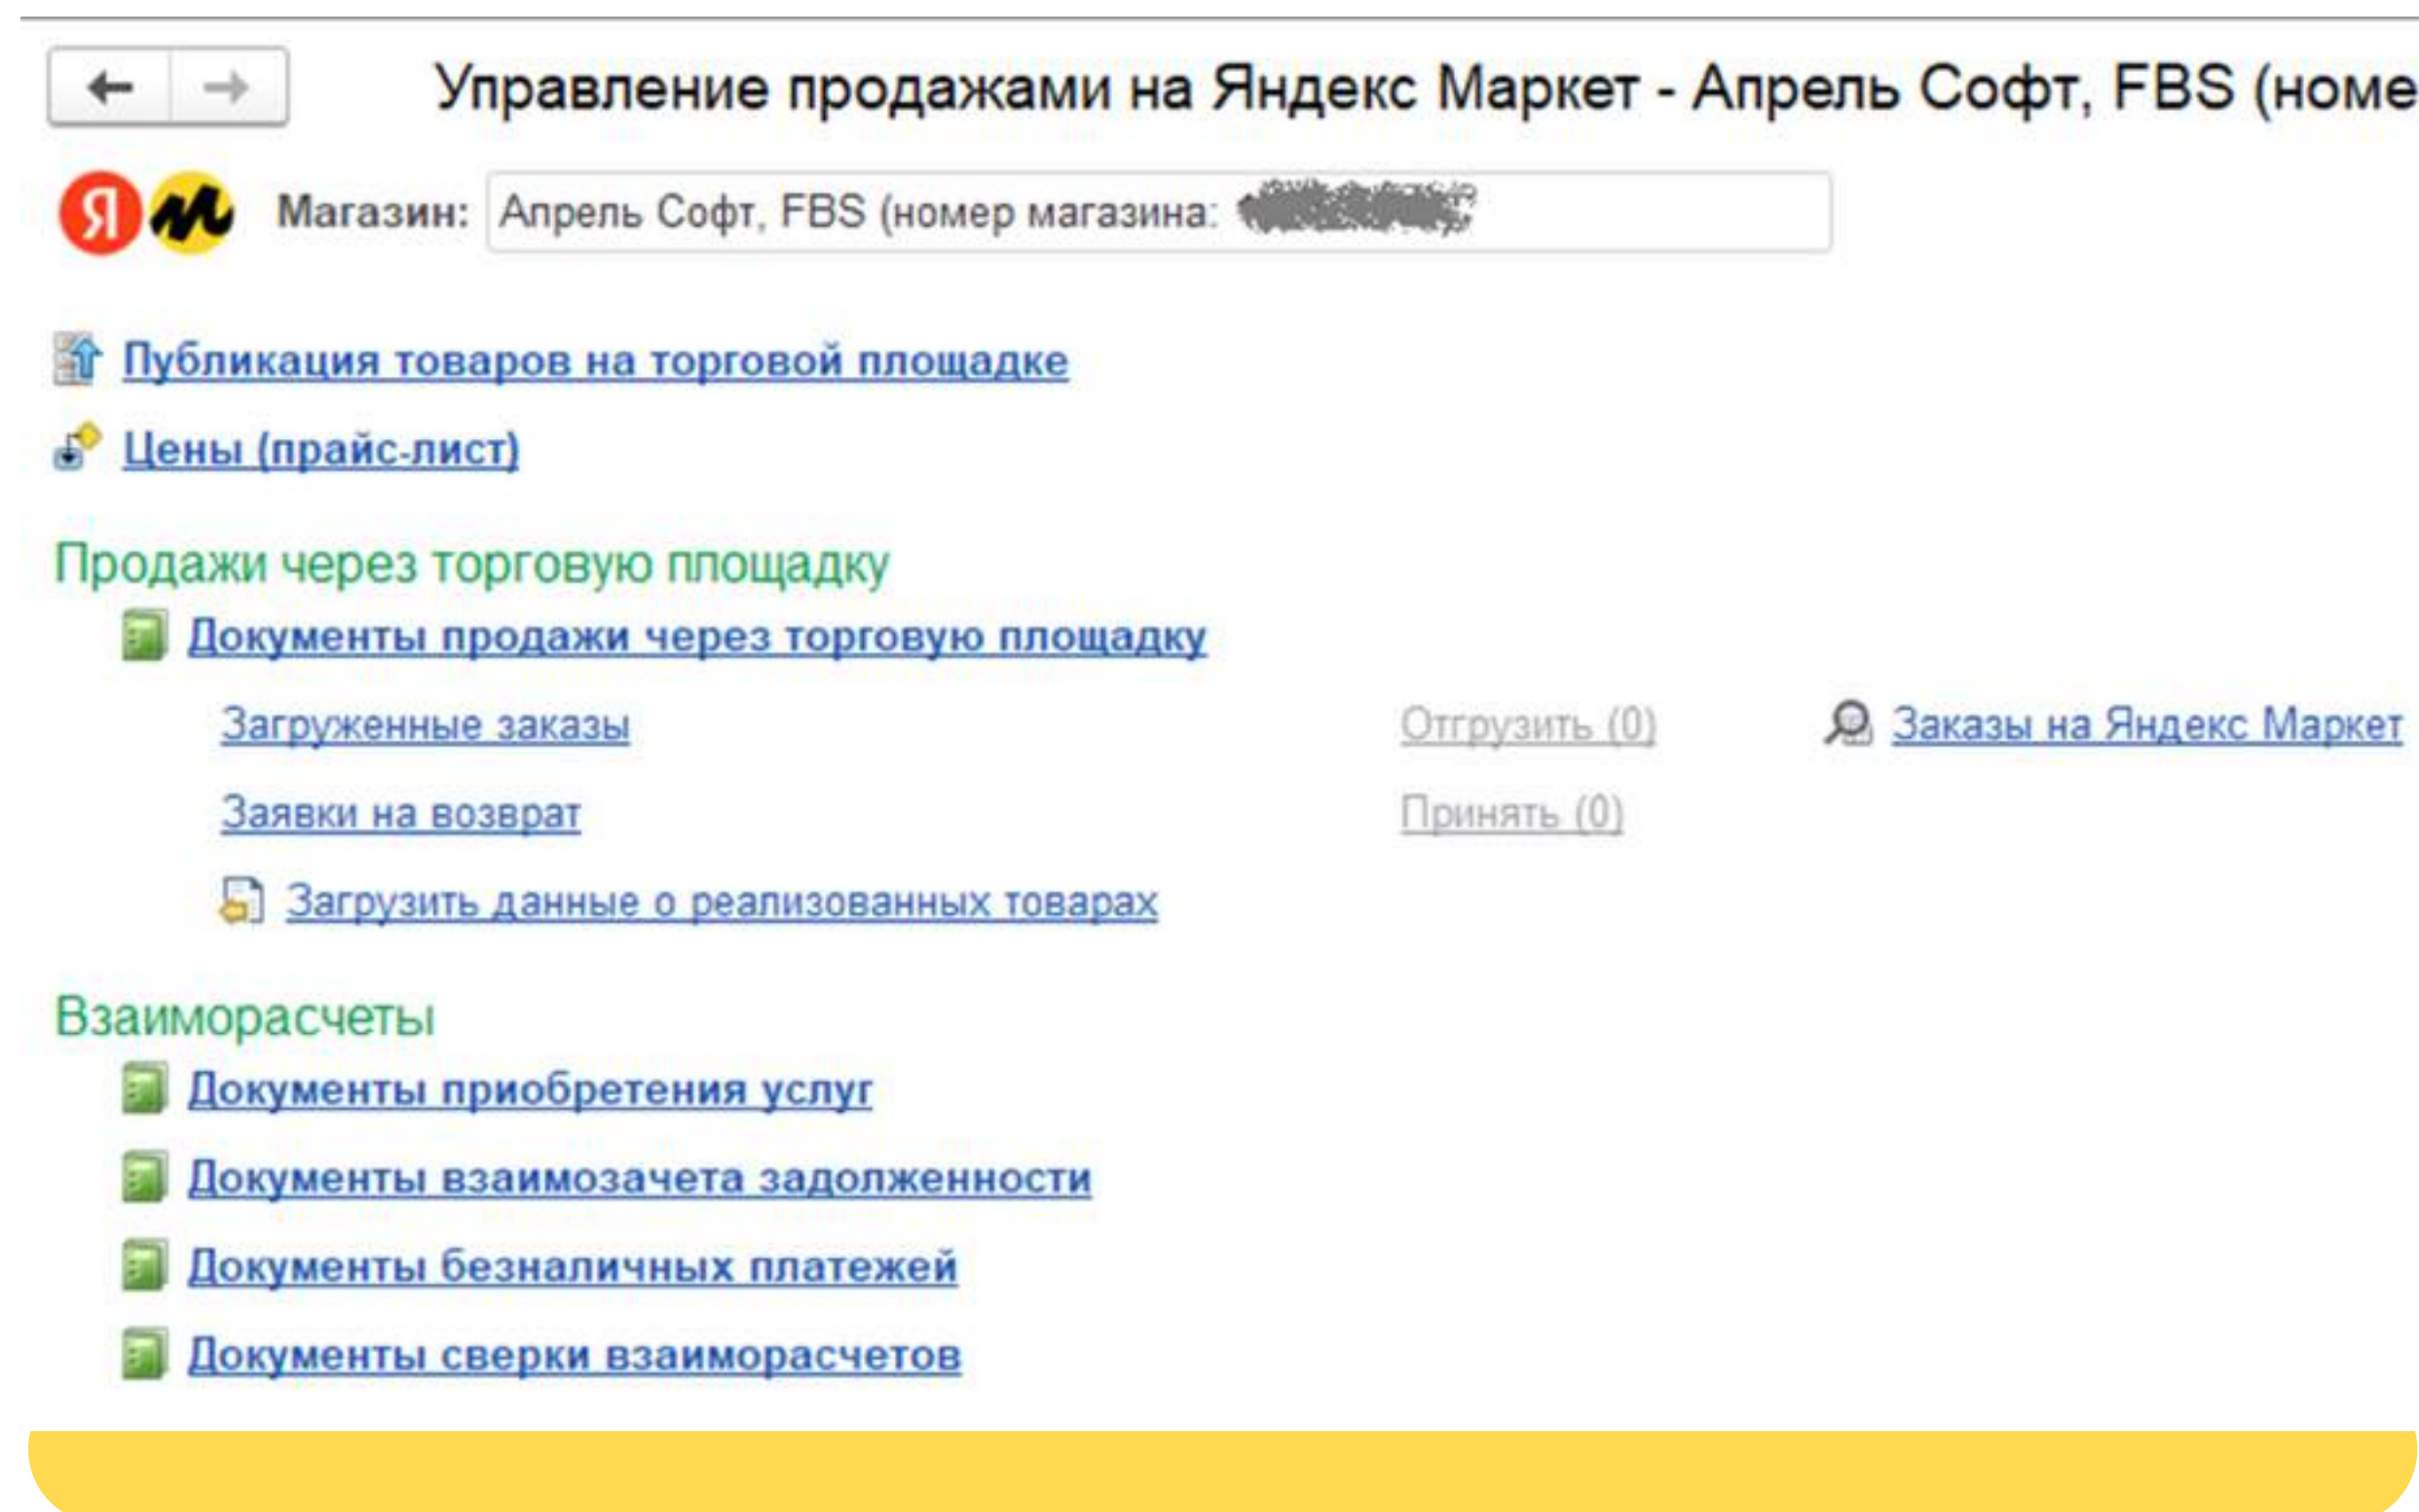 Управление продажами на Яндекс Маркет - Апрель Софт, FBS (номе
Я м Магазин: Апрель Софт, FBS (номер магазина:
Публикация товаров на торговой площадке
Цены (прайс-лист)
Продажи через торговую площадку
Документы продажи через торговую площадку
Загруженные заказы Отгрузить (0) Заказы на Яндекс Маркет
Заявки на возврат Принять (0)
Загрузить данные о реализованных товарах
Взаиморасчеты
Документы приобретения услуг
Документы взаимозачета задолженности
Документы безналичных платежей
Документы сверки взаиморасчетов